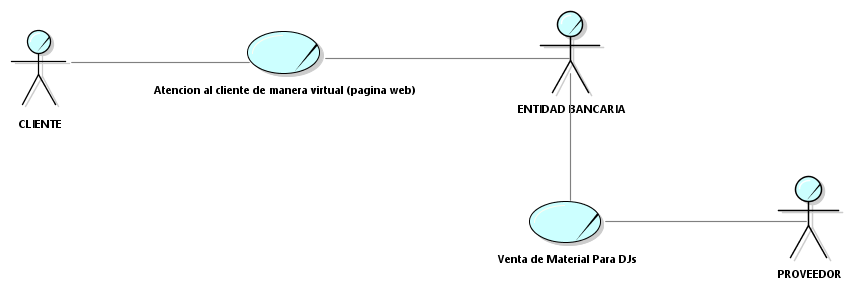 CLIENTE
Atencion al cliente de manera virtual (pagina web)
ENTIDAD BANCARIA
Venta de Material Para DJs
PROVEEDOR